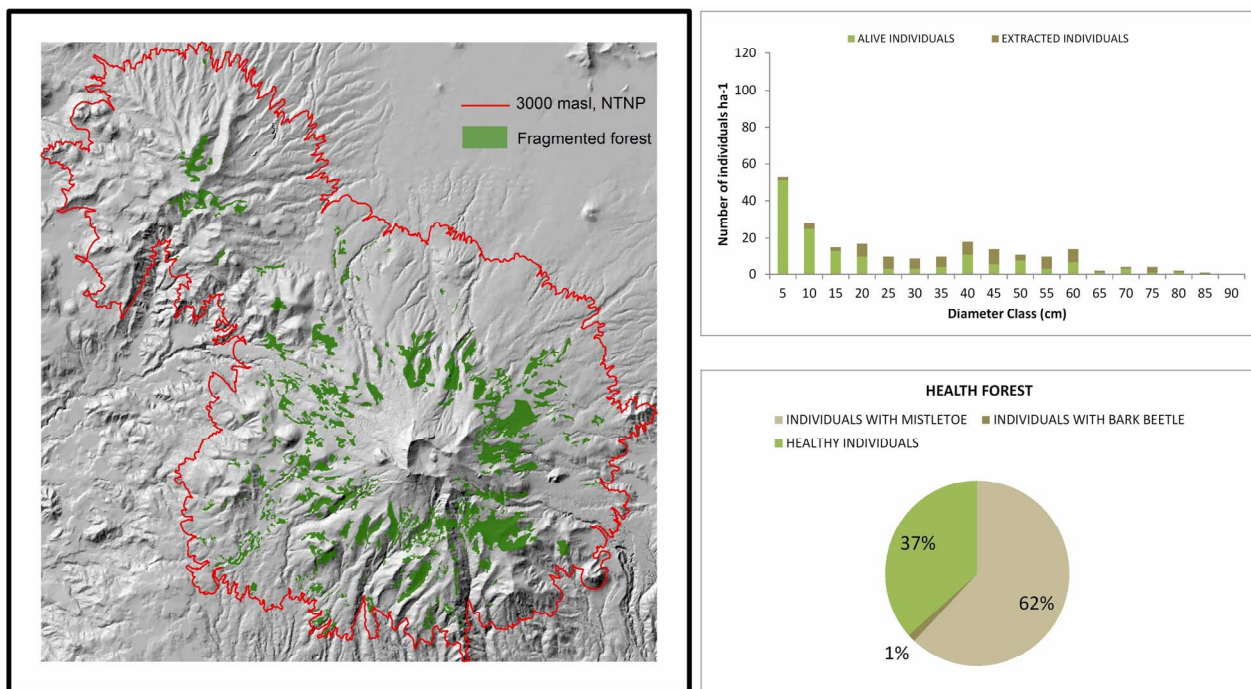 3000 masl, NTNP
Fragmented forest
ALIVE INDIVIDUALS EXTRACTED INDIVIDUALS
Number of individuals ha-1
120
100
80
60
40
20
0
5 10 15 20 25 30 35 40 45 50 55 60 65 70 75 80 85 90
Diameter Class (cm)
HEALTH FOREST
INDIVIDUALS WITH MISTLETOE INDIVIDUALS WITH BARK BEETLE
HEALTHY INDIVIDUALS
37%
62%
1%